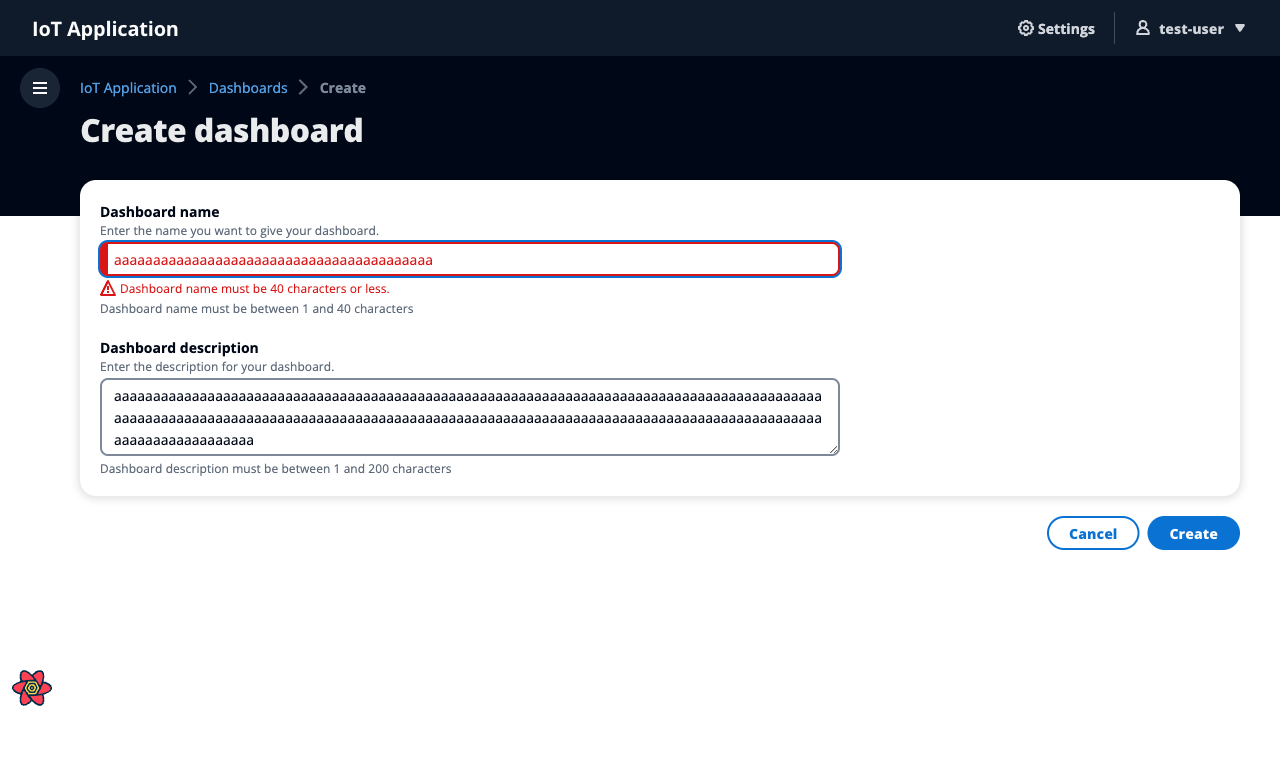 IoT Application
Settings
test-user
IoT Application
Dashboards
Create
Create dashboard
Dashboard name
Enter the name you want to give your dashboard.
aaaaaaaaaaaaaaaaaaaaaaaaaaaaaaaaaaaaaaaaa
Dashboard name must be 40 characters or less.
Dashboard name must be between 1 and 40 characters
Dashboard description
Enter the description for your dashboard.
aaaaaaaaaaaaaaaaaaaaaaaaaaaaaaaaaaaaaaaaaaaaaaaaaaaaaaaaaaaaaaaaaaaaaaaaaaaaaaaaaaaaaaaaaaa
aaaaaaaaaaaaaaaaaaaaaaaaaaaaaaaaaaaaaaaaaaaaaaaaaaaaaaaaaaaaaaaaaaaaaaaaaaaaaaaaaaaaaaaaaaa
aaaaaaaaaaaaaaaaaa
Dashboard description must be between 1 and 200 characters
Cancel
Create